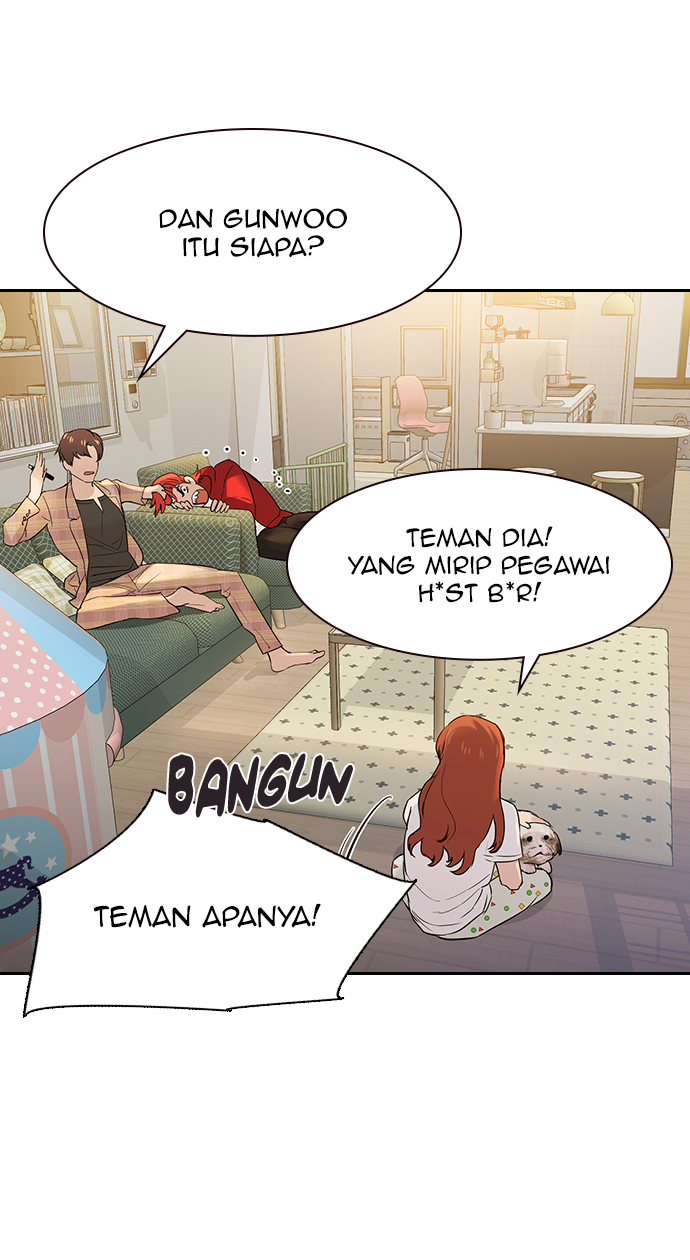 DAN GUNWOO
ITU SIAPA?
TEMAN DIA!
YANG MIRIP PEGAWAI
H*ST B*R!
BANGUN
TEMAN APANYA!